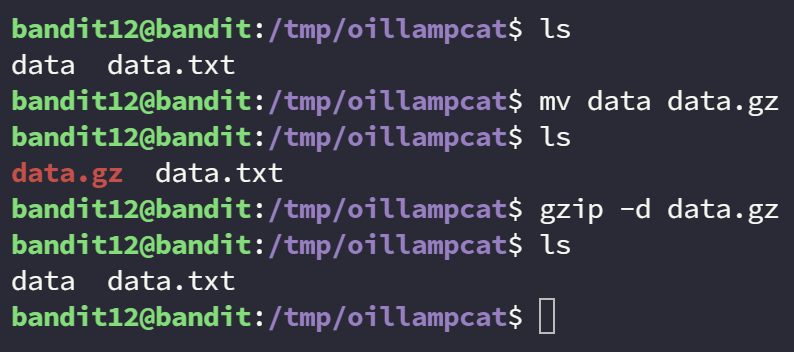 bandit12@bandit:/tmp/oillampcat$ ls
data  data.txt
bandit12@bandit:/tmp/oillampcat$ mv data data.gz
bandit12@bandit:/tmp/oillampcat$ ls
data.gz  data.txt
bandit12@bandit:/tmp/oillampcat$ gzip -d data.gz
bandit12@bandit:/tmp/oillampcat$ ls
data  data.txt
bandit12@bandit:/tmp/oillampcat$